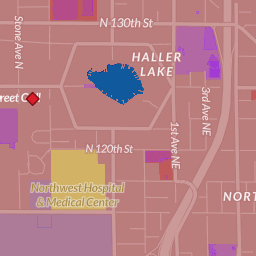 N 130th St
Stone Ave N
HALLER
LAKE
3rd Ave NE
1st Ave NE
N 120th St
Northwest Hospital
& Medical Center
NORT